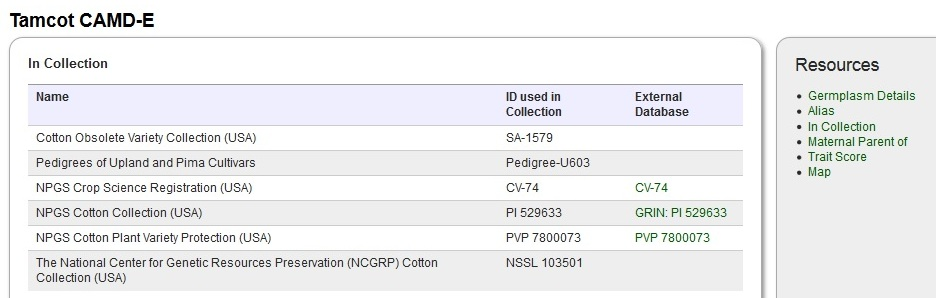 Tamcot CAMD-E
In Collection
Name ID used in Collection External Database
Cotton Obsolete Variety Collection (USA) SA-1579
Pedigrees of Upland and Pima Cultivars Pedigree-U603
NPGS Crop Science Registration (USA) CV-74 CV-74
NPGS Cotton Collection (USA) PI 529633 GRIN: PI 529633
NPGS Cotton Plant Variety Protection (USA) PVP 7800073 PVP 7800073
The National Center for Genetic Resources Preservation (NCGRP) Cotton NSSL 103501
Collection (USA)
Resources
Germplasm Details
Alias
In Collection
Maternal Parent of
Trait Score
Map